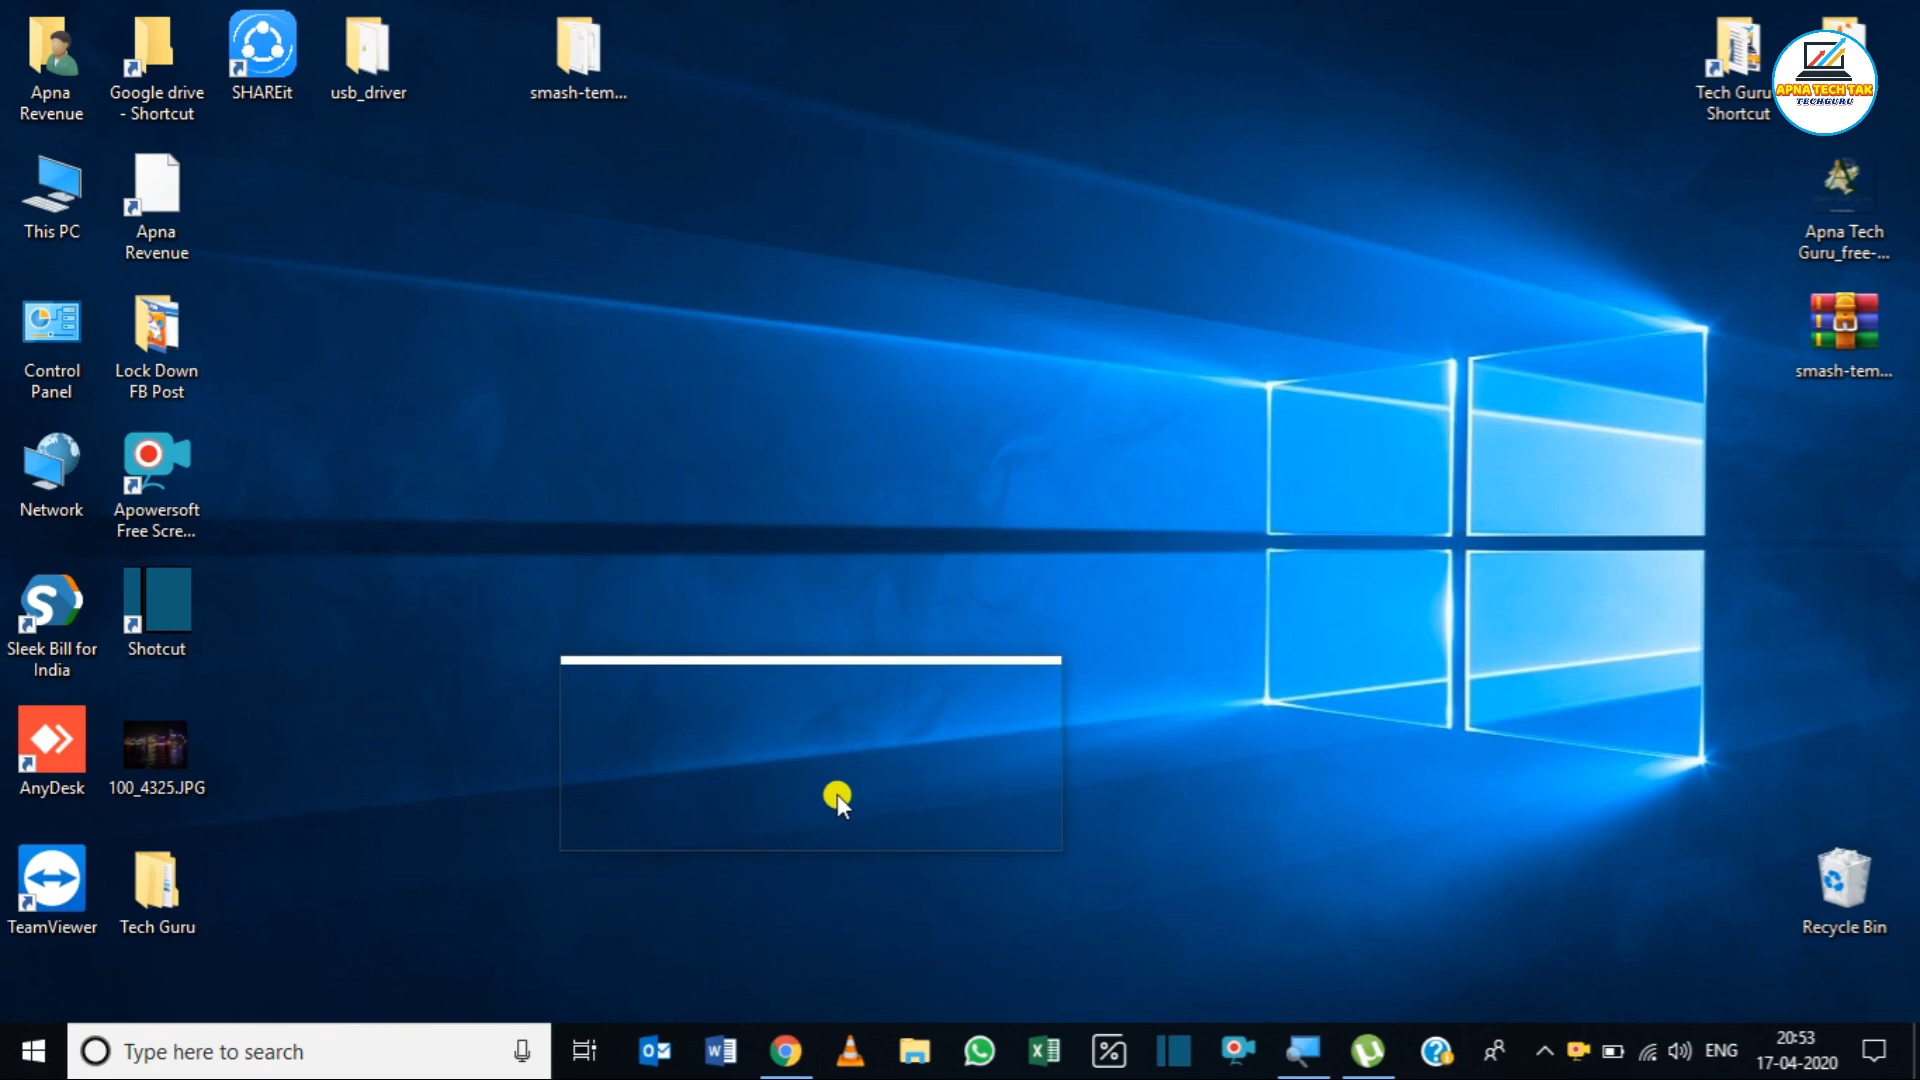 Apna
Revenue
Google drive
- Shortcut
SHAREit
usb_driver
smash-tem...
Tech Guru
Shortcut
APNA TECH TAK
TECHGURU
This PC
Apna
Revenue
Apna Tech
Guru_free-...
Control
Panel
Lock Down
FB Post
smash-tem...
Network
Apowersoft
Free Scre...
Sleek Bill for
India
Shotcut
AnyDesk
100_4325.JPG
TeamViewer
Tech Guru
Recycle Bin
Type here to search
ENG
20:53
17-04-2020